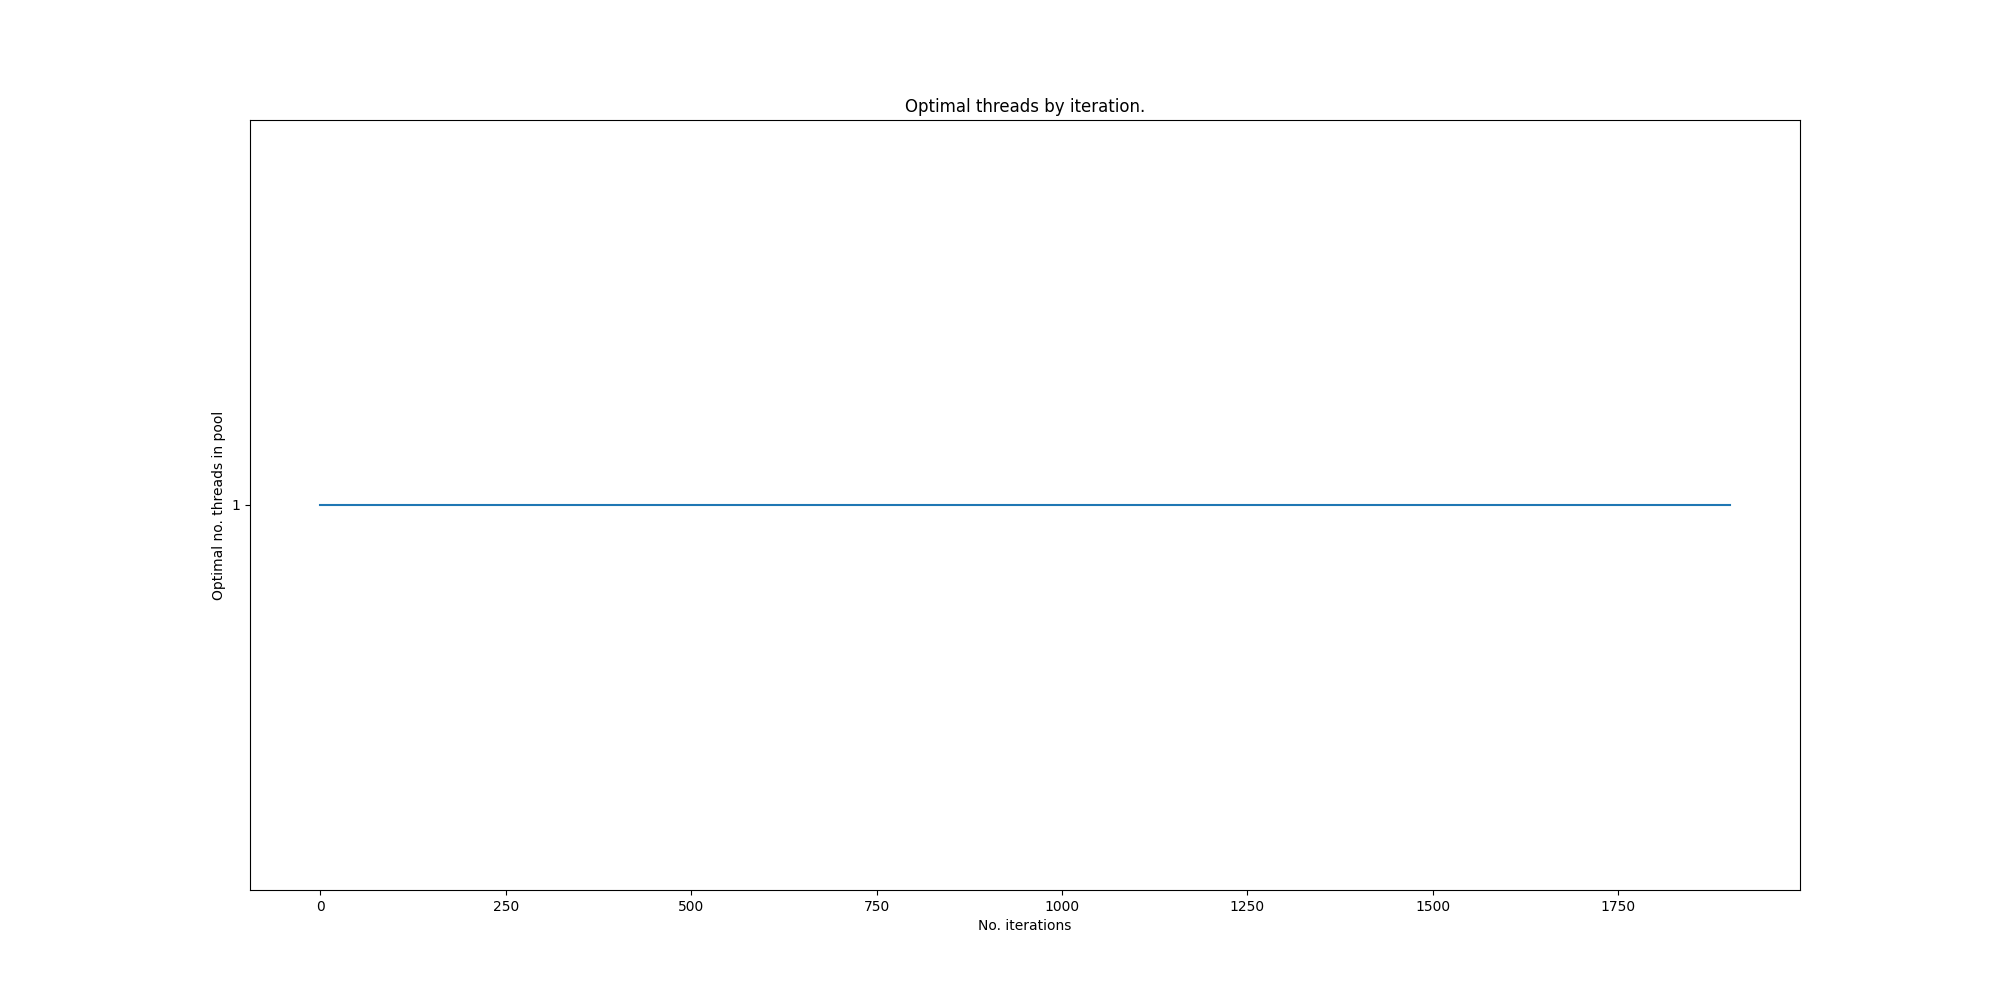 Optimal threads by iteration.
Optimal no. threads in pool
1
0 250 500 750 1000 1250 1500 1750
No. iterations